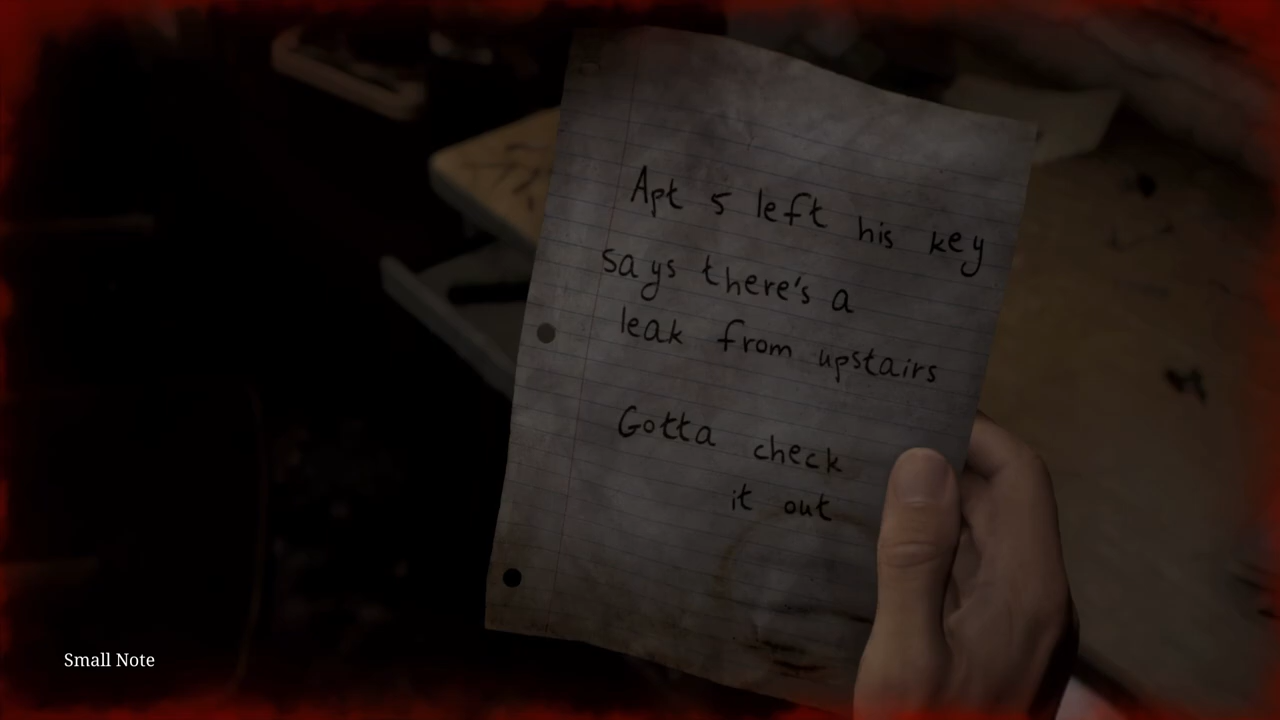 Apt 5 left his key
says there's a
leak from upstairs
Gotta check
it out
Small Note